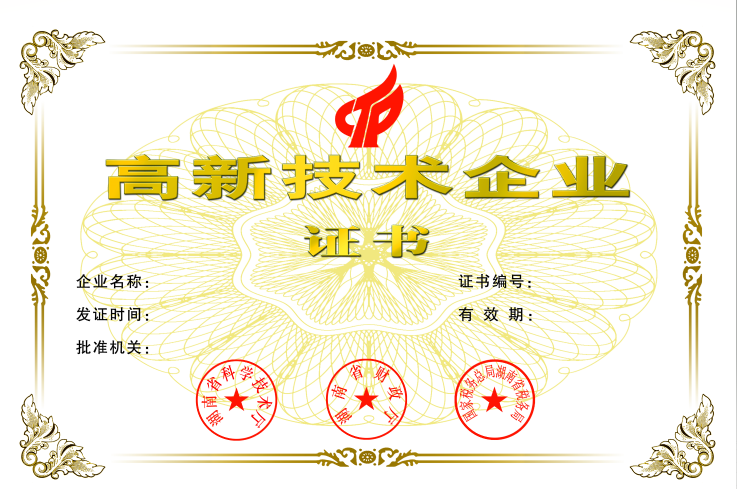 高新技术企业
证书
企业名称：
证书编号：
发证时间：
有 效 期：
批准机关：
湖南省科学技术厅
湖南省财政厅
国家税务总局湖南省税务局